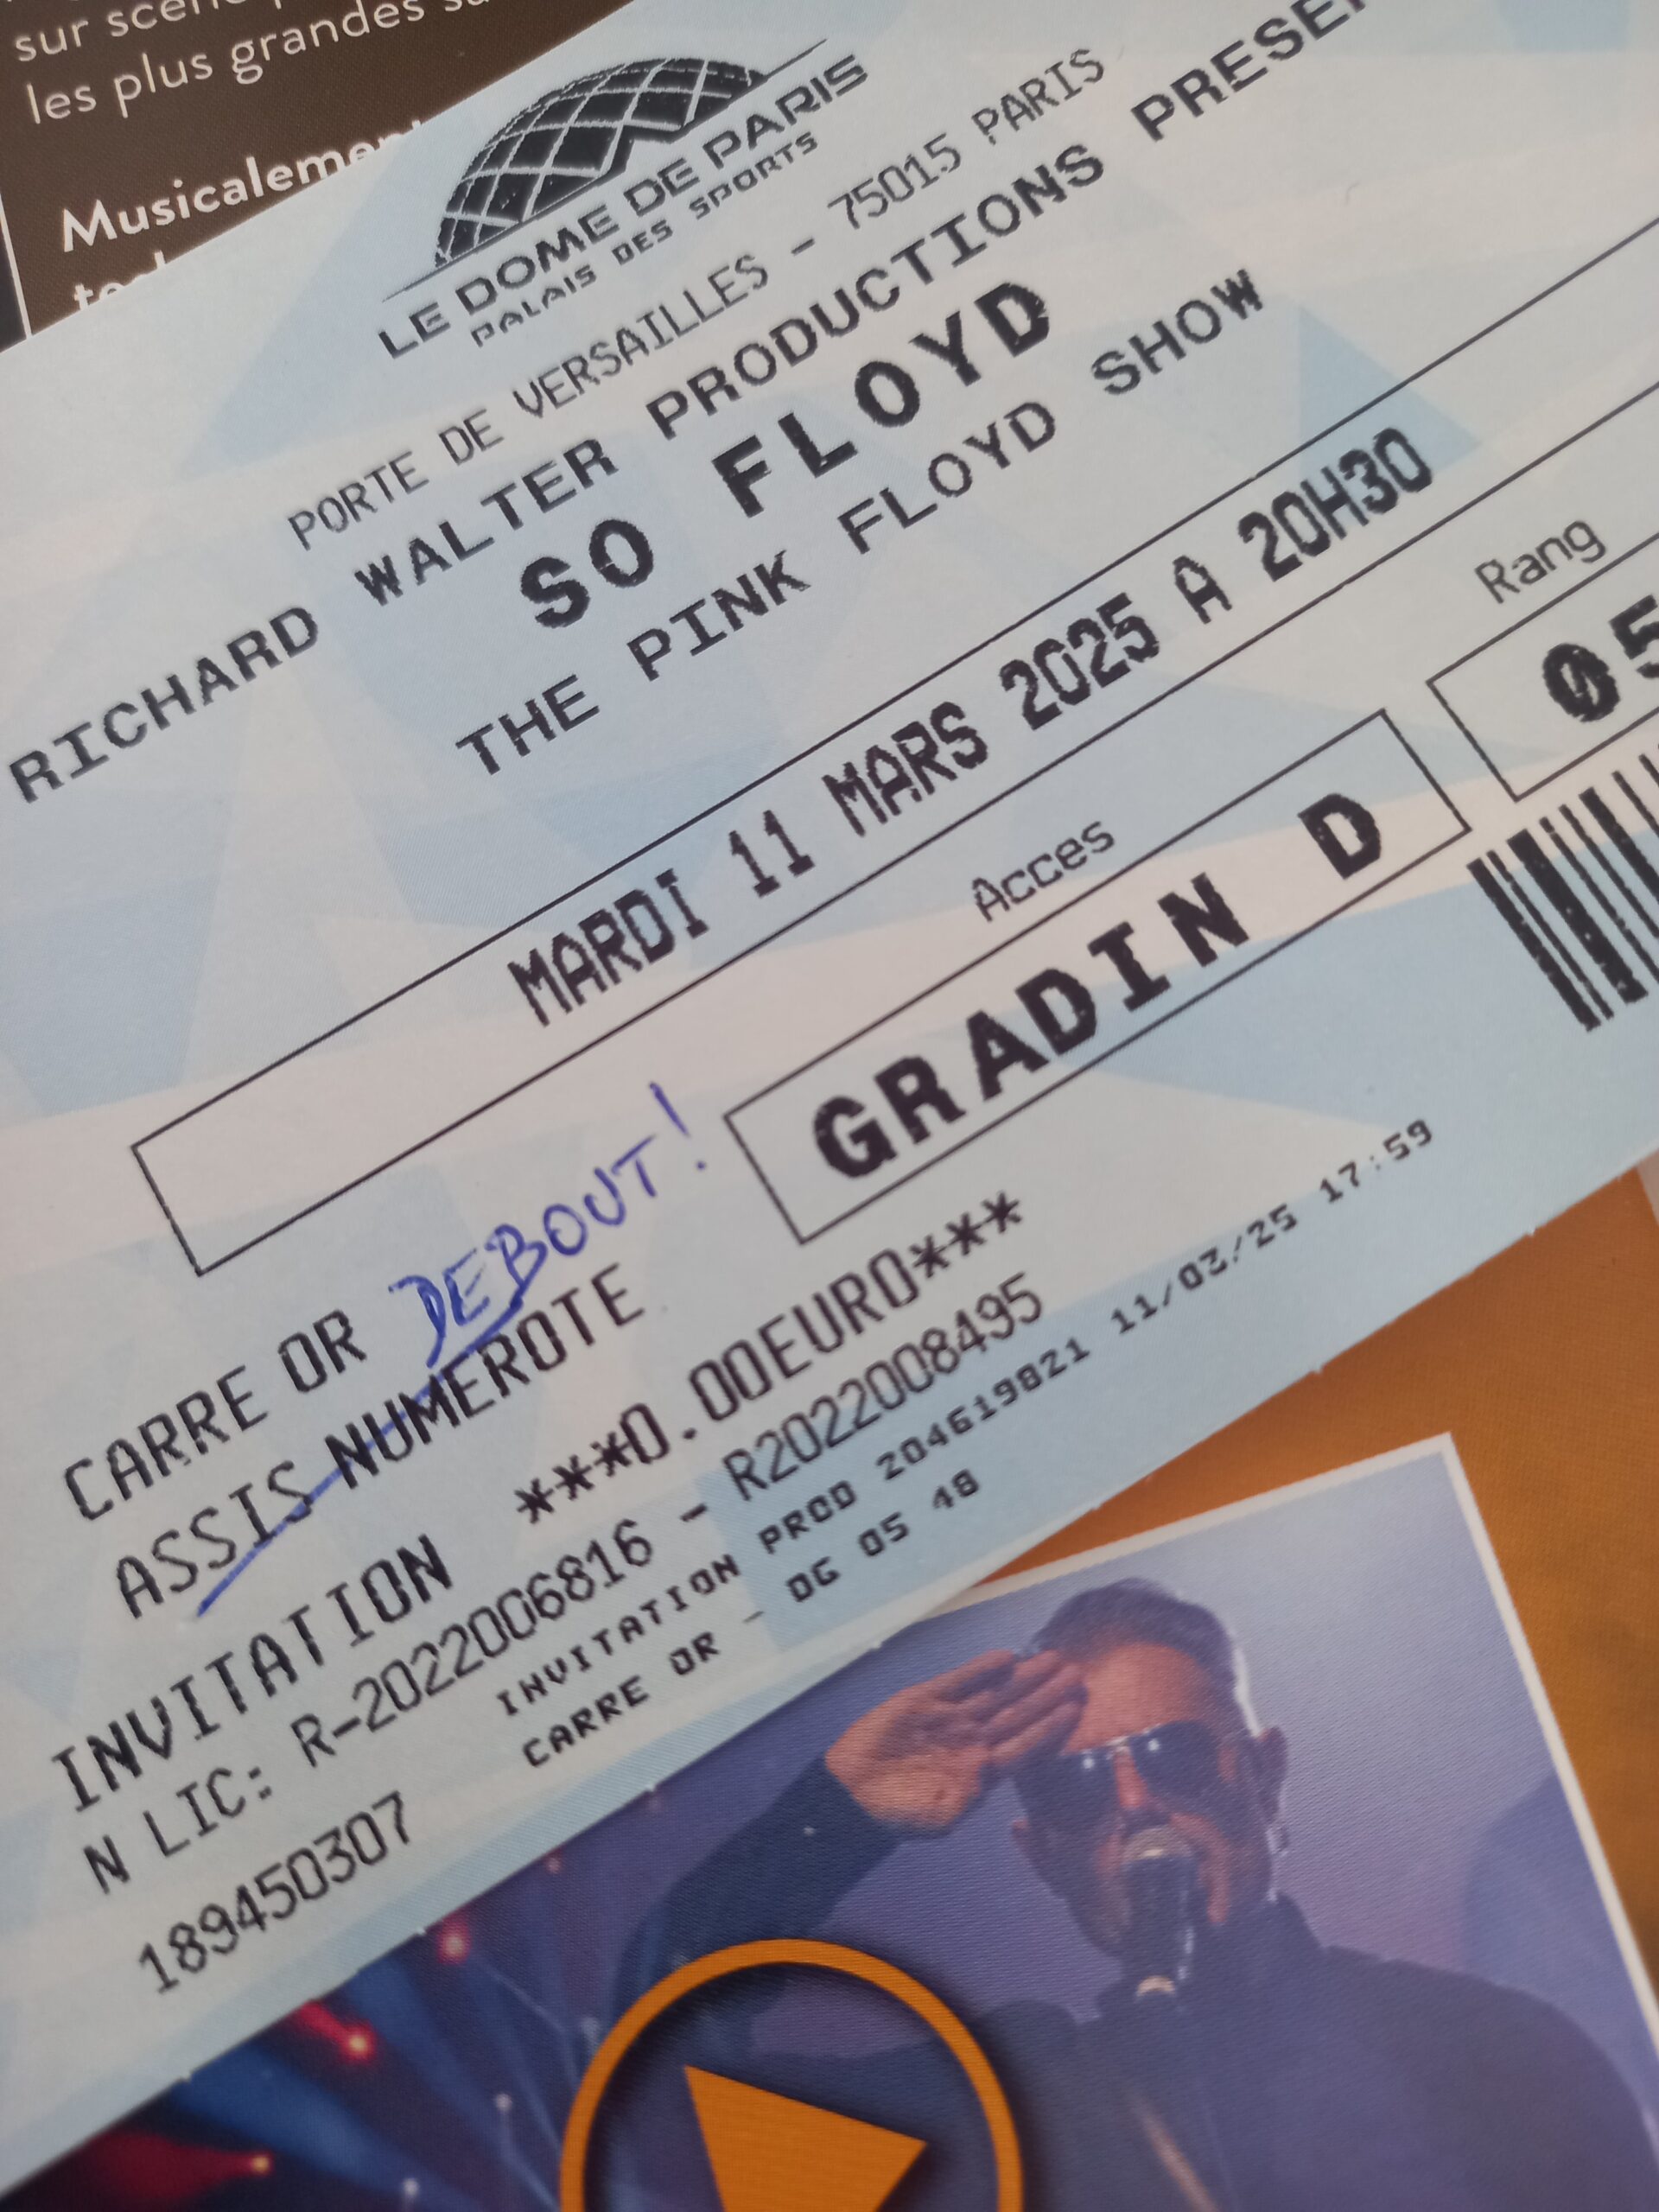 sur scène
les plus grandes
Musicalement
LE DOME DE PARIS
PALAIS DES SPORTS
PORTE DE VERSAILLES - 75015 PARIS
RICHARD WALTER PRODUCTIONS PRESE
SO FLOYD
THE PINK FLOYD SHOW
MARDI 11 MARS 2025 A 20H30
Acces
Rang
GRADIN D
05
CARRE OR DEBOUT!
ASSIS NUMEROTE
INVITATION ***0.00EURO***
N LIC: R-2022006816 - R2022008495
INVITATION PROD Z04619821 11/03/25 17:59
189450307
CARRE OR - DG 05 48